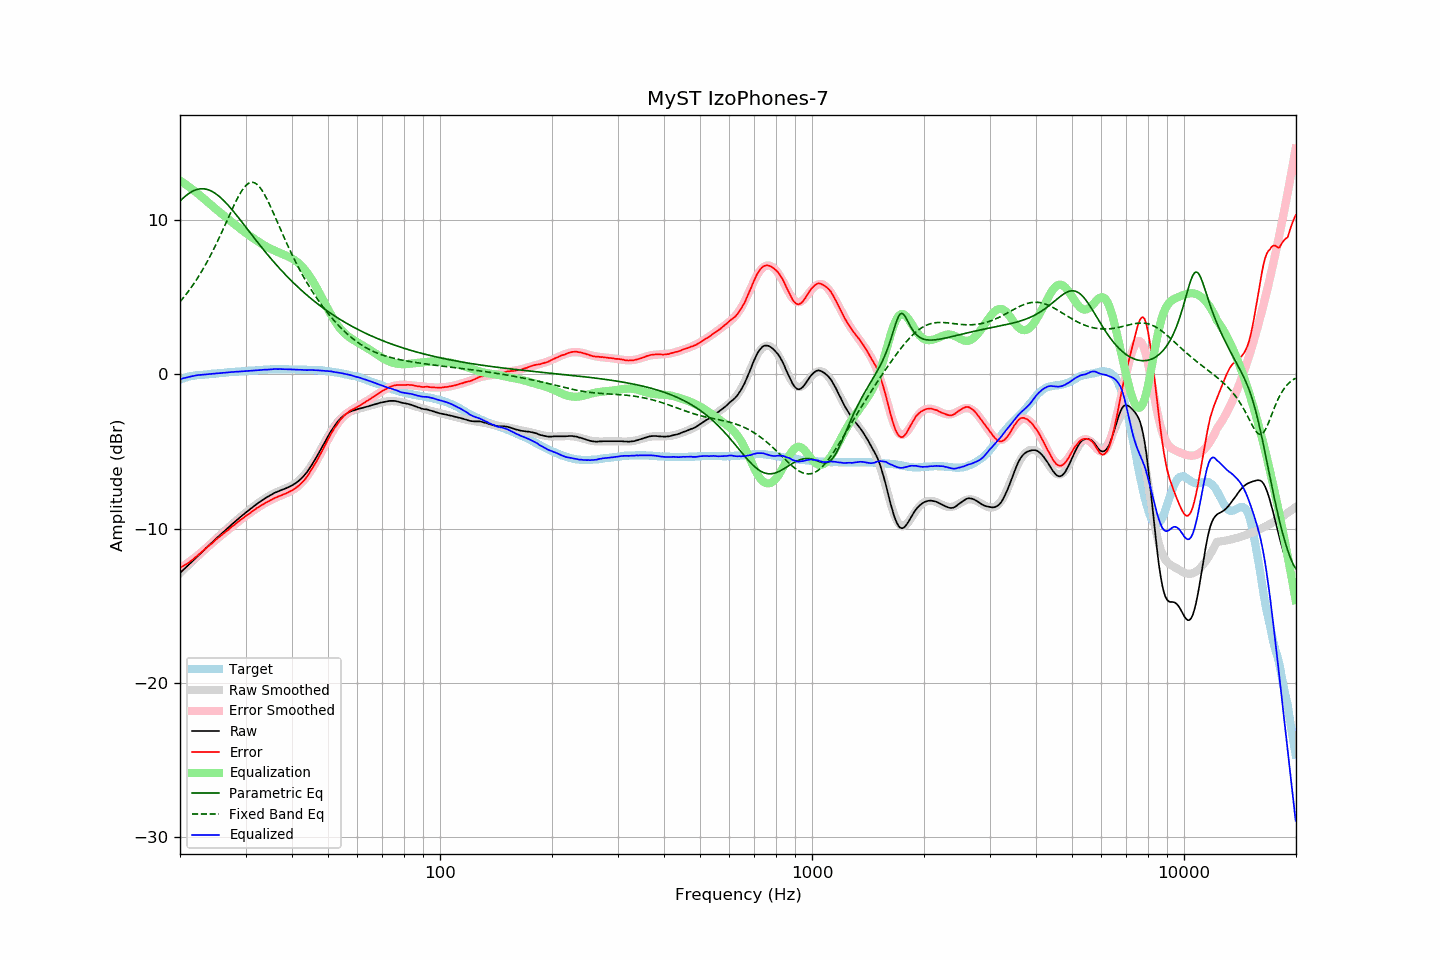 MyST IzoPhones-7
Amplitude (dBr)
10
0
−10
−20
−30
Target
Raw Smoothed
Error Smoothed
Raw
Error
Equalization
Parametric Eq
Fixed Band Eq
Equalized
100
1000
10000
Frequency (Hz)